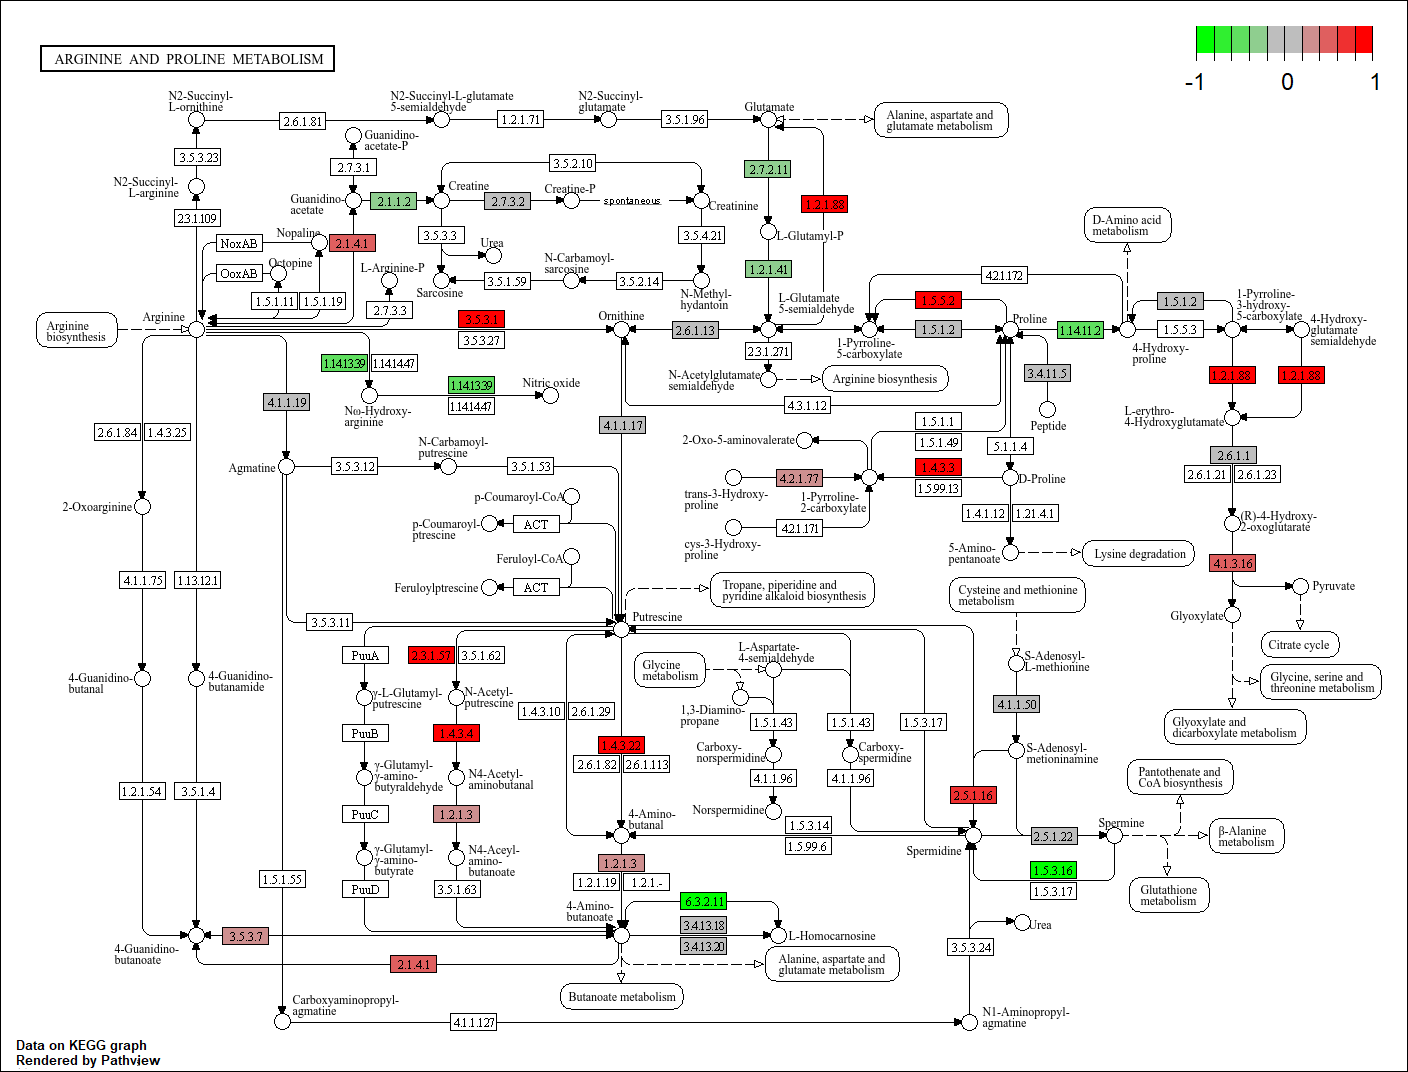 ARGININE AND PROLINE METABOLISM
-1
0
1
N2-Succinyl-
L-ornithine
2.6.1.81
N2-Succinyl-L-glutamate
5-semialdehyde
1.2.1.71
N2-Succinyl-
glutamate
3.5.1.96
Glutamate
Alanine, aspartate and
glutamate metabolism
3.5.3.23
Guanidino-
acetate-P
2.7.3.1
3.5.2.10
2.7.2.11
N2-Succinyl-
L-arginine
Guanidino-
acetate
2.1.1.2
Creatine
2.7.3.2
Creatine-P
spontaneous
Creatinine
1.2.1.88
2.3.1.109
NoxAB
Nopaline
2.1.4.1
3.5.3.3
Urea
3.5.4.21
L-Glutamyl-P
D-Amino acid
metabolism
OoxAB
Octopine
L-Arginine-P
N-Carbamoyl-
sarcosine
1.2.1.41
4.2.1.172
1.5.1.11
1.5.1.19
2.7.3.3
Sarcosine
3.5.1.59
3.5.2.14
N-Methyl-
hydantoin
L-Glutamate
5-semialdehyde
1.5.5.2
1.5.1.2
1-Pyrroline-
3-hydroxy-
5-carboxylate
Arginine
biosynthesis
Arginine
3.5.3.1
3.5.3.27
Ornithine
2.6.1.13
1.5.1.2
Proline
1.14.11.2
1.5.5.3
4-Hydroxy-
glutamate
semialdehyde
2.3.1.271
1-Pyrroline-
5-carboxylate
4-Hydroxy-
proline
1.14.13.39
1.14.14.47
N-Acetylglutamate
semialdehyde
Arginine biosynthesis
3.4.11.5
1.2.1.88
1.2.1.88
4.1.1.19
1.14.13.39
1.14.14.47
Nitric oxide
Nω-Hydroxy-
arginine
4.3.1.12
Peptide
L-erythro-
4-Hydroxyglutamate
2.6.1.84
1.4.3.25
4.1.1.17
1.5.1.1
1.5.1.49
Agmatine
3.5.3.12
N-Carbamoyl-
putrescine
3.5.1.53
2-Oxo-5-aminovalerate
5.1.1.4
2.6.1.1
2.6.1.21
2.6.1.23
1.4.3.3
1.5.99.13
D-Proline
2-Oxoarginine
p-Coumaroyl-CoA
trans-3-Hydroxy-
proline
4.2.1.77
1-Pyrroline-
2-carboxylate
1.4.1.12
1.21.4.1
(R)-4-Hydroxy-
2-oxoglutarate
p-Coumaroyl-
ptrescine
ACT
4.2.1.171
cys-3-Hydroxy-
proline
5-Amino-
pentanoate
Lysine degradation
Feruloyl-CoA
4.1.3.16
4.1.1.75
1.13.12.1
Feruloylptrescine
ACT
Tropane, piperidine and
pyridine alkaloid biosynthesis
Cysteine and methionine
metabolism
Pyruvate
3.5.3.11
Putrescine
Glyoxylate
Citrate cycle
PuuA
2.3.1.57
3.5.1.62
Glycine
metabolism
L-Aspartate-
4-semialdehyde
S-Adenosyl-
L-methionine
4-Guanidino-
butanal
4-Guanidino-
butanamide
γ-L-Glutamyl-
putrescine
N-Acetyl-
putrescine
Glycine, serine and
threonine metabolism
1.4.3.10
2.6.1.29
1,3-Diamino-
propane
1.5.1.43
1.5.1.43
1.5.3.17
4.1.1.50
Glyoxylate and
dicarboxylate metabolism
PuuB
1.4.3.4
1.4.3.22
2.6.1.82
2.6.1.113
Carboxy-
norspermidine
Carboxy-
spermidine
S-Adenosyl-
metioninamine
γ-Glutamyl-
γ-amino-
butyraldehyde
N4-Acetyl-
aminobutanal
4.1.1.96
4.1.1.96
Pantothenate and
CoA biosynthesis
1.2.1.54
3.5.1.4
PuuC
1.2.1.3
4-Amino-
butanal
Norspermidine
2.5.1.16
1.5.3.14
1.5.99.6
Spermidine
2.5.1.22
Spermine
β-Alanine
metabolism
γ-Glutamyl-
γ-amino-
butyrate
N4-Aceyl-
amino-
butanoate
1.2.1.3
1.2.1.19
1.2.1.-
1.5.3.16
1.5.3.17
Glutathione
metabolism
1.5.1.55
PuuD
3.5.1.63
4-Amino-
butanoate
6.3.2.11
3.4.13.18
3.4.13.20
L-Homocarnosine
Urea
4-Guanidino-
butanoate
3.5.3.7
3.5.3.24
2.1.4.1
Alanine, aspartate and
glutamate metabolism
Butanoate metabolism
Carboxyaminopropyl-
agmatine
4.1.1.127
N1-Aminopropyl-
agmatine
Data on KEGG graph
Rendered by Pathview